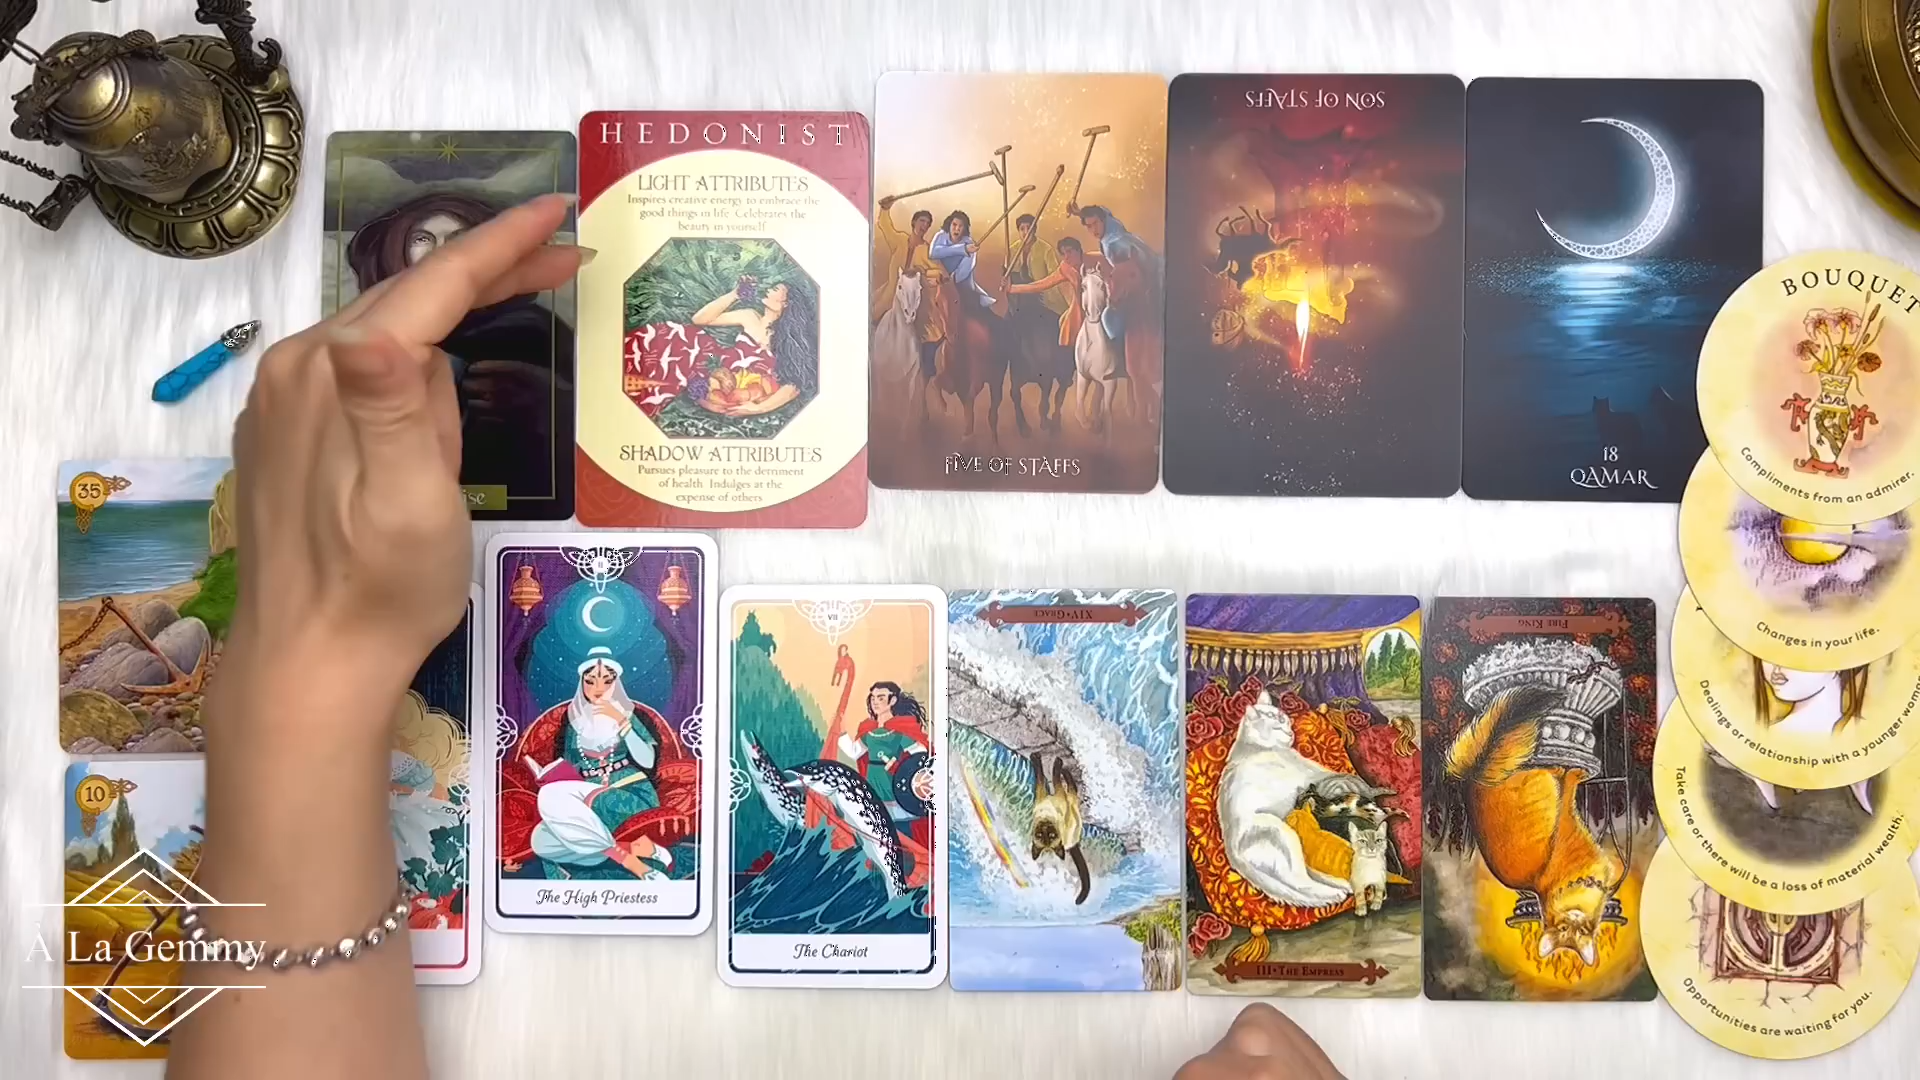 HEDONIST
LIGHT ATTRIBUTES
Inspires creative energy to embrace the
good things in life. Celebrates the
beauty in yourself
SHADOW ATTRIBUTES
Pursues pleasure to the detriment
of health. Indulges at the
expense of others
FIVE OF STAFFS
SON OF STAFFS
18
QAMAR
BOUQUET
Compliments from an admirer.
Changes in your life.
Dealings or relationship with a younger woman
Take care or there will be a loss of material wealth.
Opportunities are waiting for you.
35
10
II
The High Priestess
VII
The Chariot
XIV • GRACE
III • THE EMPRESS
FIRE KING
À La Gemmy